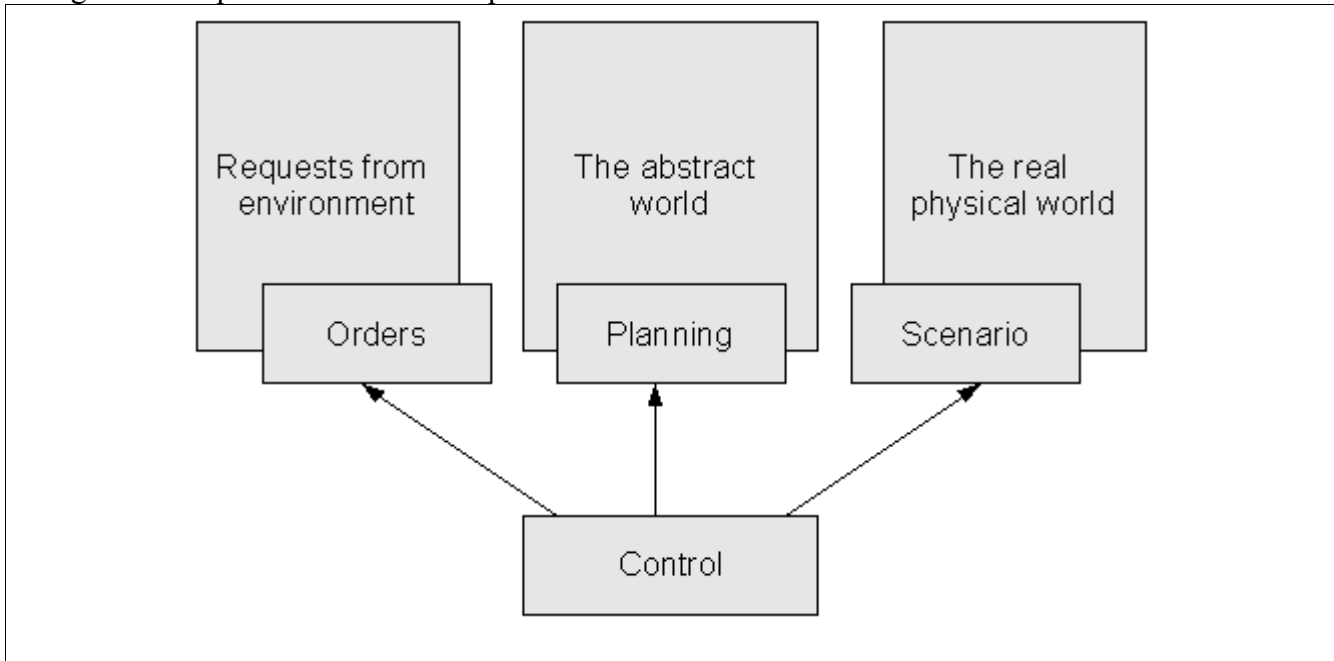 Requests from
environment
The abstract
world
The real
physical world
Orders
Planning
Scenario
Control